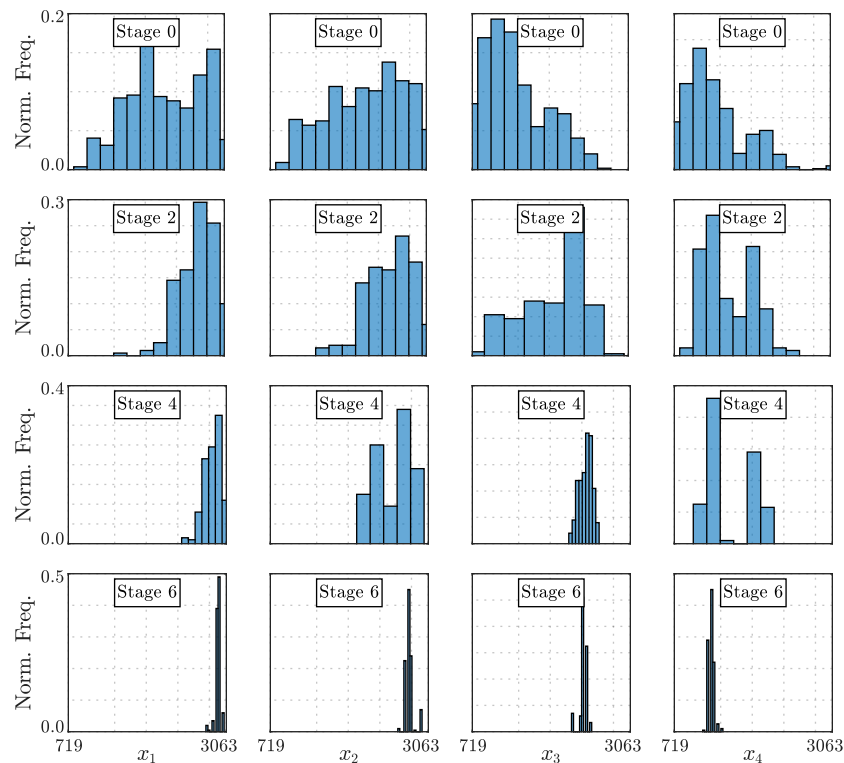 0.2
Norm. Freq.
0.0
Stage 0
Stage 0
Stage 0
Stage 0
0.3
Norm. Freq.
0.0
Stage 2
Stage 2
Stage 2
Stage 2
0.4
Norm. Freq.
0.0
Stage 4
Stage 4
Stage 4
Stage 4
0.5
Norm. Freq.
0.0
Stage 6
Stage 6
Stage 6
Stage 6
719 x₁ 3063
719 x₂ 3063
719 x₃ 3063
719 x₄ 3063